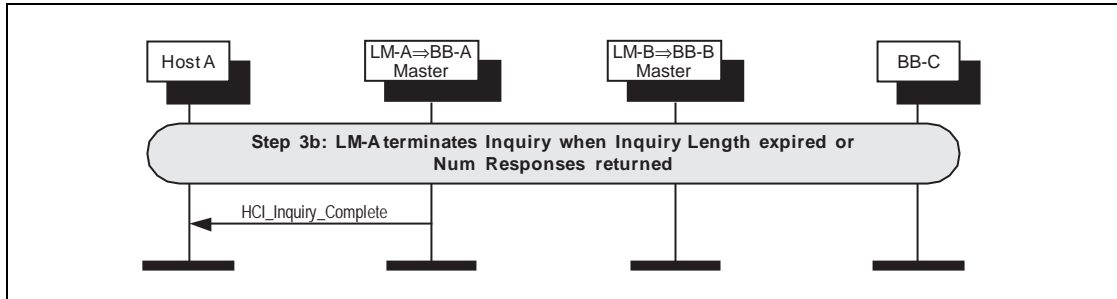 Host A
LM-A⇒BB-A
Master
LM-B⇒BB-B
Master
BB-C
Step 3b: LM-A terminates Inquiry when Inquiry Length expired or
Num Responses returned
HCI_Inquiry_Complete